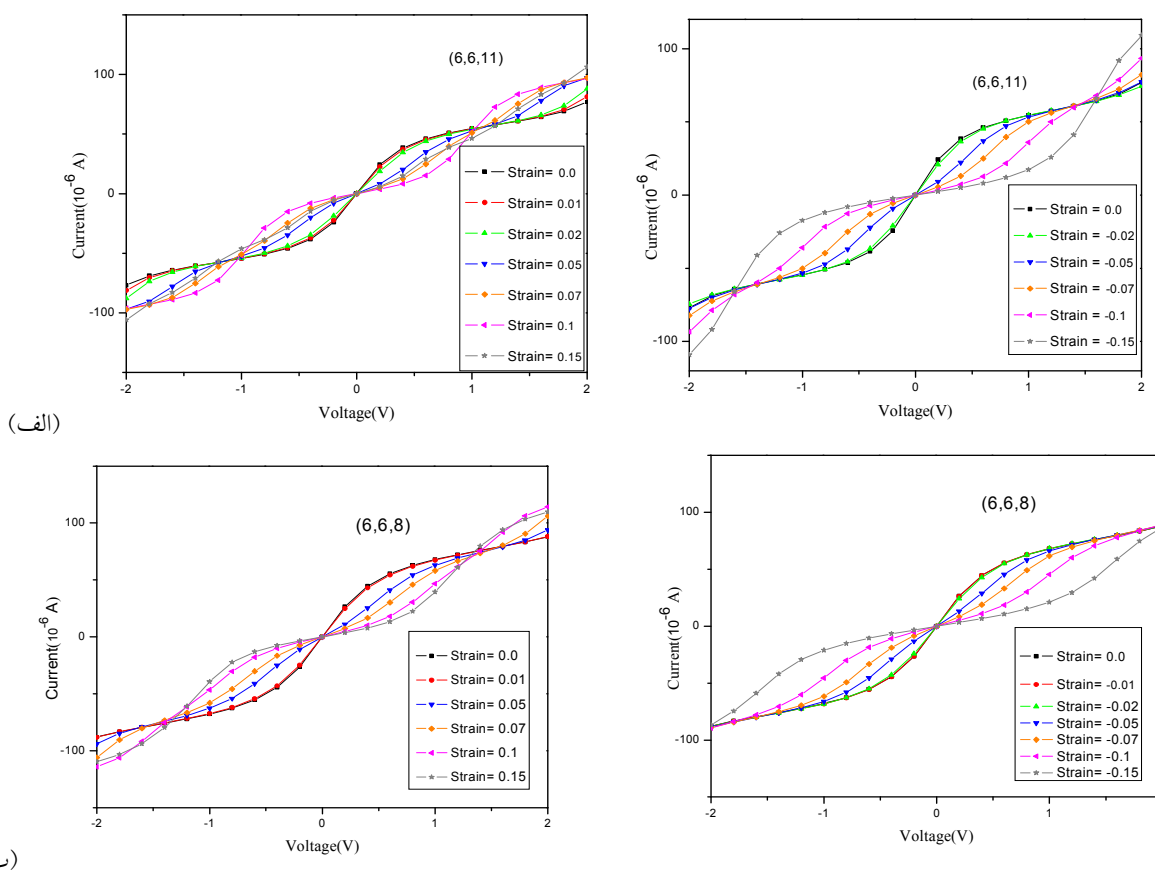 (6,6,11)
100
0
-100
Current(10⁻⁶ A)
Strain= 0.0
Strain= 0.01
Strain= 0.02
Strain= 0.05
Strain= 0.07
Strain= 0.1
Strain= 0.15
-2 -1 0 1 2
Voltage(V)
(6,6,11)
100
0
-100
Current(10⁻⁶ A)
Strain = 0.0
Strain = -0.02
Strain = -0.05
Strain = -0.07
Strain = -0.1
Strain = -0.15
-2 -1 0 1 2
Voltage(V)
(الف)
(6,6,8)
100
0
-100
Current(10⁻⁶ A)
Strain= 0.0
Strain= 0.01
Strain= 0.05
Strain= 0.07
Strain= 0.1
Strain= 0.15
-2 -1 0 1 2
Voltage(V)
(6,6,8)
100
0
-100
Current(10⁻⁶ A)
Strain= 0.0
Strain= -0.01
Strain= -0.02
Strain= -0.05
Strain= -0.07
Strain= -0.1
Strain= -0.15
-2 -1 0 1 2
Voltage(V)